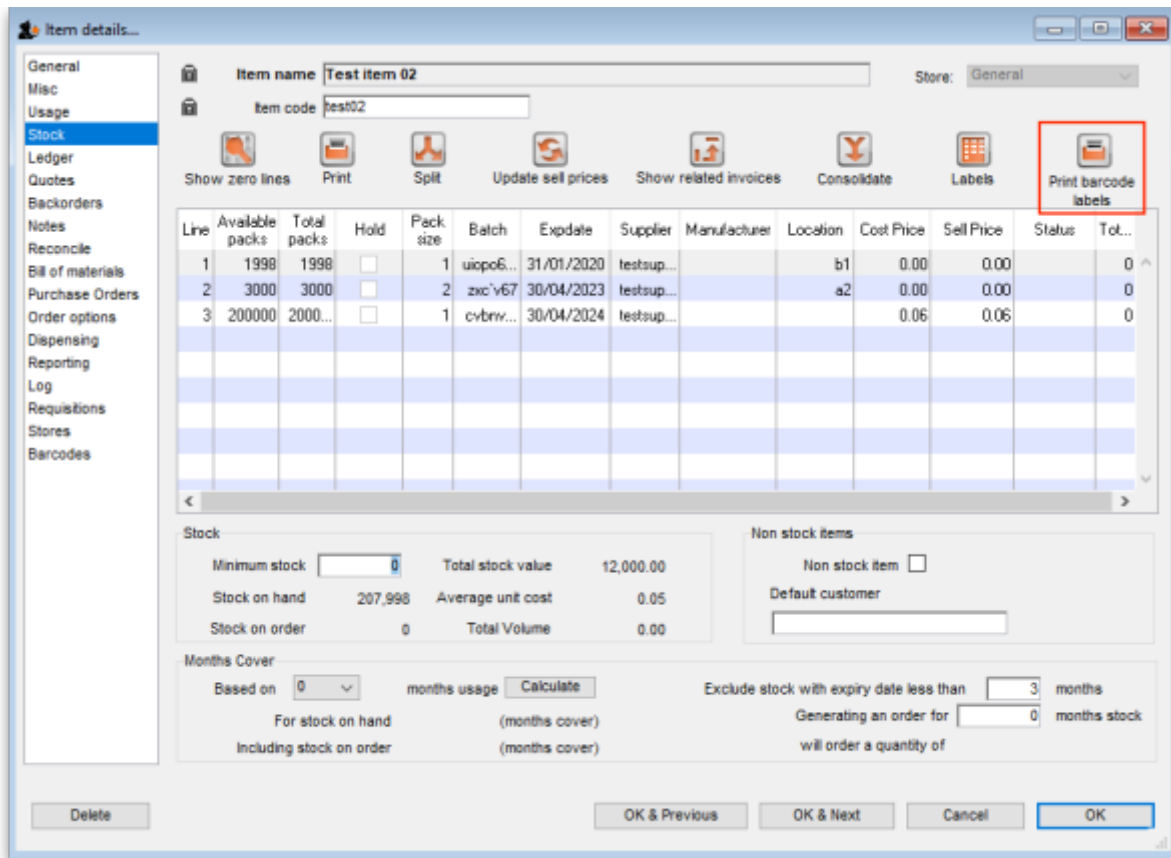 Item details...
General
Misc
Usage
Stock
Ledger
Quotes
Backorders
Notes
Reconcile
Bill of materials
Purchase Orders
Order options
Dispensing
Reporting
Log
Requisitions
Stores
Barcodes
Item name Test item 02 Store: General
Item code test02
Show zero lines Print Split Update sell prices Show related invoices Consolidate Labels Print barcode labels
Line Available packs Total packs Hold Pack size Batch Expdate Supplier Manufacturer Location Cost Price Sell Price Status Tot...
1 1998 1998 1 uiopo6... 31/01/2020 testsup... b1 0.00 0.00 0
2 3000 3000 2 zxc`v67 30/04/2023 testsup... a2 0.00 0.00 0
3 200000 2000... 1 cvbnv... 30/04/2024 testsup... 0.06 0.06 0
Stock
Minimum stock 0 Total stock value 12,000.00
Stock on hand 207,998 Average unit cost 0.05
Stock on order 0 Total Volume 0.00
Non stock items
Non stock item
Default customer
Months Cover
Based on 0 months usage Calculate Exclude stock with expiry date less than 3 months
For stock on hand (months cover) Generating an order for 0 months stock
Including stock on order (months cover) will order a quantity of
Delete OK & Previous OK & Next Cancel OK